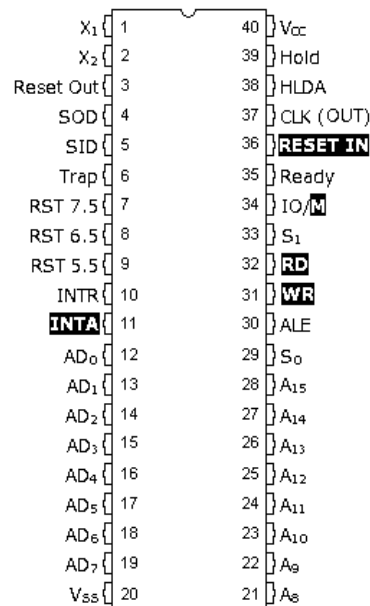 X₁ 1 40 Vcc
X₂ 2 39 Hold
Reset Out 3 38 HLDA
SOD 4 37 CLK (OUT)
SID 5 36 RESET IN
Trap 6 35 Ready
RST 7.5 7 34 IO/M
RST 6.5 8 33 S₁
RST 5.5 9 32 RD
INTR 10 31 WR
INTA 11 30 ALE
AD₀ 12 29 S₀
AD₁ 13 28 A₁₅
AD₂ 14 27 A₁₄
AD₃ 15 26 A₁₃
AD₄ 16 25 A₁₂
AD₅ 17 24 A₁₁
AD₆ 18 23 A₁₀
AD₇ 19 22 A₉
Vss 20 21 A₈